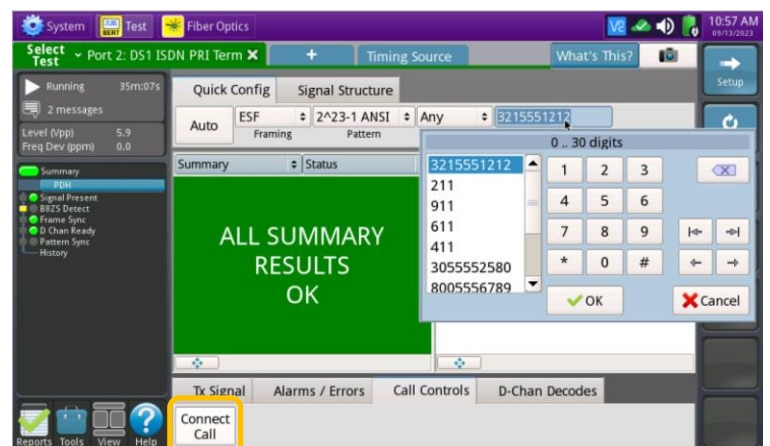 System Test Fiber Optics 10:57 AM
BERT 09/13/2023
Select Test Port 2: DS1 ISDN PRI Term + Timing Source What's This?
Setup
Running 35m:07s
2 messages
Level (Vpp) 5.9
Freq Dev (ppm) 0.0
Summary
PDH
Signal Present
B8ZS Detect
Frame Sync
D Chan Ready
Pattern Sync
History
Quick Config Signal Structure
Auto ESF 2^23-1 ANSI Any 3215551212
Framing Pattern
Summary Status
ALL SUMMARY
RESULTS
OK
0 .. 30 digits
3215551212
211
911
611
411
3055552580
8005556789
1 2 3
4 5 6
7 8 9
* 0 #
OK Cancel
Tx Signal Alarms / Errors Call Controls D-Chan Decodes
Connect
Call
Reports Tools View Help